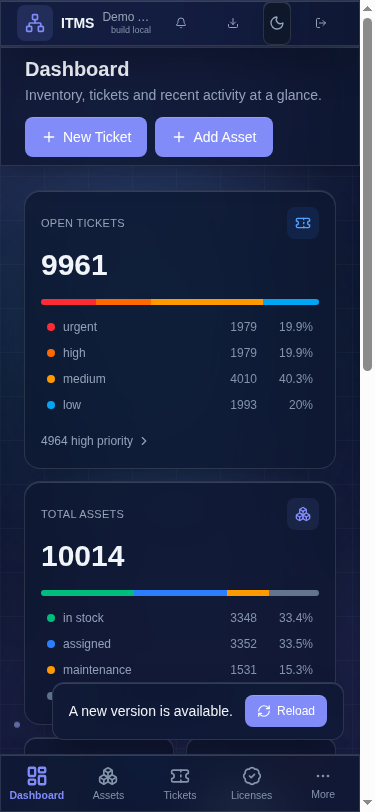 ITMS
Demo ...
build local
Dashboard
Inventory, tickets and recent activity at a glance.
New Ticket
Add Asset
OPEN TICKETS
9961
urgent 1979 19.9%
high 1979 19.9%
medium 4010 40.3%
low 1993 20%
4964 high priority
TOTAL ASSETS
10014
in stock 3348 33.4%
assigned 3352 33.5%
maintenance 1531 15.3%
A new version is available.
Reload
Dashboard
Assets
Tickets
Licenses
More